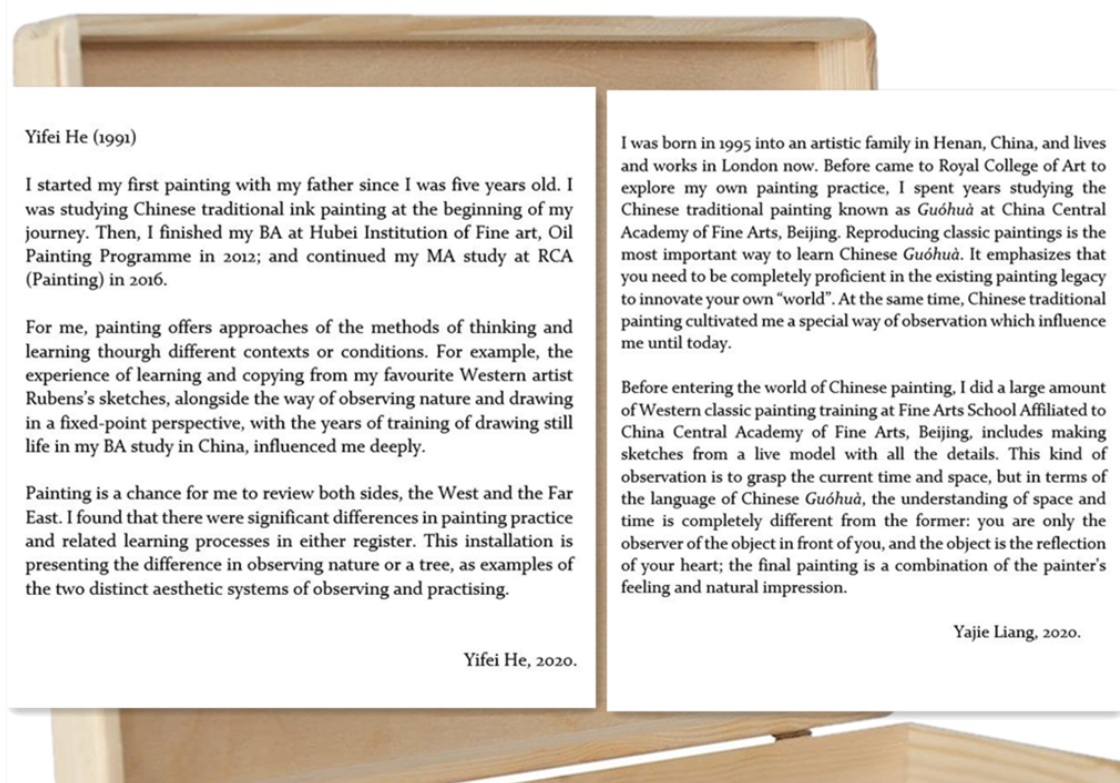 Yifei He (1991)
I started my first painting with my father since I was five years old. I
was studying Chinese traditional ink painting at the beginning of my
journey. Then, I finished my BA at Hubei Institution of Fine art, Oil
Painting Programme in 2012; and continued my MA study at RCA
(Painting) in 2016.
For me, painting offers approaches of the methods of thinking and
learning thourgh different contexts or conditions. For example, the
experience of learning and copying from my favourite Western artist
Rubens's sketches, alongside the way of observing nature and drawing
in a fixed-point perspective, with the years of training of drawing still
life in my BA study in China, influenced me deeply.
Painting is a chance for me to review both sides, the West and the Far
East. I found that there were significant differences in painting practice
and related learning processes in either register. This installation is
presenting the difference in observing nature or a tree, as examples of
the two distinct aesthetic systems of observing and practising.
Yifei He, 2020.
I was born in 1995 into an artistic family in Henan, China, and lives
and works in London now. Before came to Royal College of Art to
explore my own painting practice, I spent years studying the
Chinese traditional painting known as Guóhuà at China Central
Academy of Fine Arts, Beijing. Reproducing classic paintings is the
most important way to learn Chinese Guóhuà. It emphasizes that
you need to be completely proficient in the existing painting legacy
to innovate your own “world”. At the same time, Chinese traditional
painting cultivated me a special way of observation which influence
me until today.
Before entering the world of Chinese painting, I did a large amount
of Western classic painting training at Fine Arts School Affiliated to
China Central Academy of Fine Arts, Beijing, includes making
sketches from a live model with all the details. This kind of
observation is to grasp the current time and space, but in terms of
the language of Chinese Guóhuà, the understanding of space and
time is completely different from the former: you are only the
observer of the object in front of you, and the object is the reflection
of your heart; the final painting is a combination of the painter's
feeling and natural impression.
Yajie Liang, 2020.